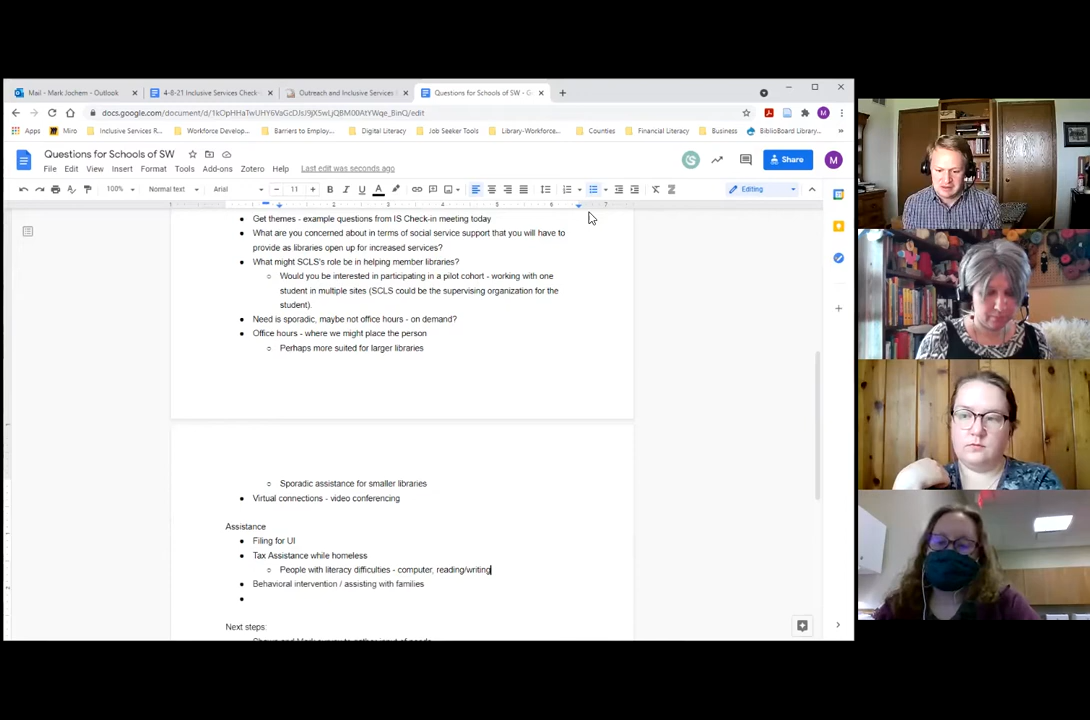 Mail - Mark Jochem - Outlook
4-8-21 Inclusive Services Check-
Outreach and Inclusive Services
Questions for Schools of SW - G
docs.google.com/document/d/1kOpHHaTwUHY6VaGcDJsJ9jX5wLjQBM00AtYWqe_BinQ/edit
Apps Miro Inclusive Services R... Workforce Develop... Barriers to Employ... Digital Literacy Job Seeker Tools Library-Workforce... Counties Financial Literacy Business BiblioBoard Library...
Questions for Schools of SW
File Edit View Insert Format Tools Add-ons Zotero Help Last edit was seconds ago
Share M
100% Normal text Arial 11 Editing
Get themes - example questions from IS Check-in meeting today
What are you concerned about in terms of social service support that you will have to
provide as libraries open up for increased services?
What might SCLS's role be in helping member libraries?
Would you be interested in participating in a pilot cohort - working with one
student in multiple sites (SCLS could be the supervising organization for the
student).
Need is sporadic, maybe not office hours - on demand?
Office hours - where we might place the person
Perhaps more suited for larger libraries
Sporadic assistance for smaller libraries
Virtual connections - video conferencing
Assistance
Filing for UI
Tax Assistance while homeless
People with literacy difficulties - computer, reading/writing
Behavioral intervention / assisting with families
Next steps: